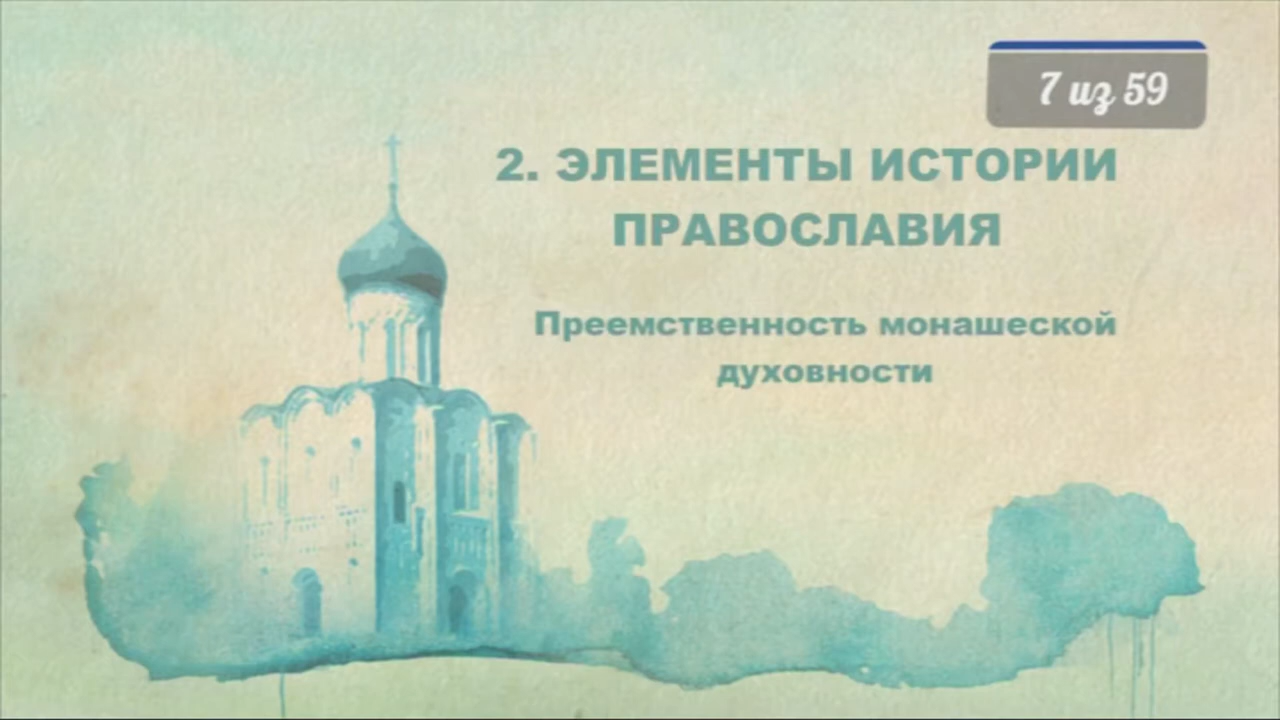 7 из 59
2. ЭЛЕМЕНТЫ ИСТОРИИ
ПРАВОСЛАВИЯ
Преемственность монашеской
духовности